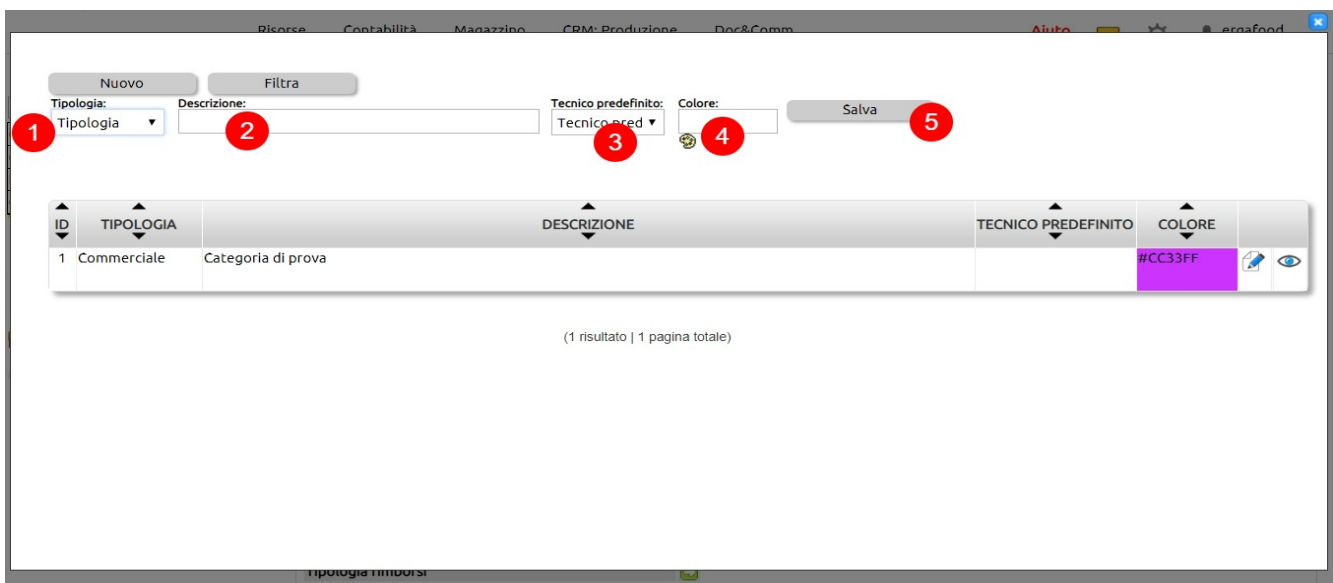 Risorse Contabilità Magazzino CRM: Produzione Doc&Comm Aiuto ergafood
Nuovo Filtra
Tipologia: Descrizione: Tecnico predefinito: Colore:
Tipologia Tecnico pred Salva
1 2 3 4 5
ID TIPOLOGIA DESCRIZIONE TECNICO PREDEFINITO COLORE
1 Commerciale Categoria di prova #CC33FF
(1 risultato | 1 pagina totale)
Tipologia rimborsi